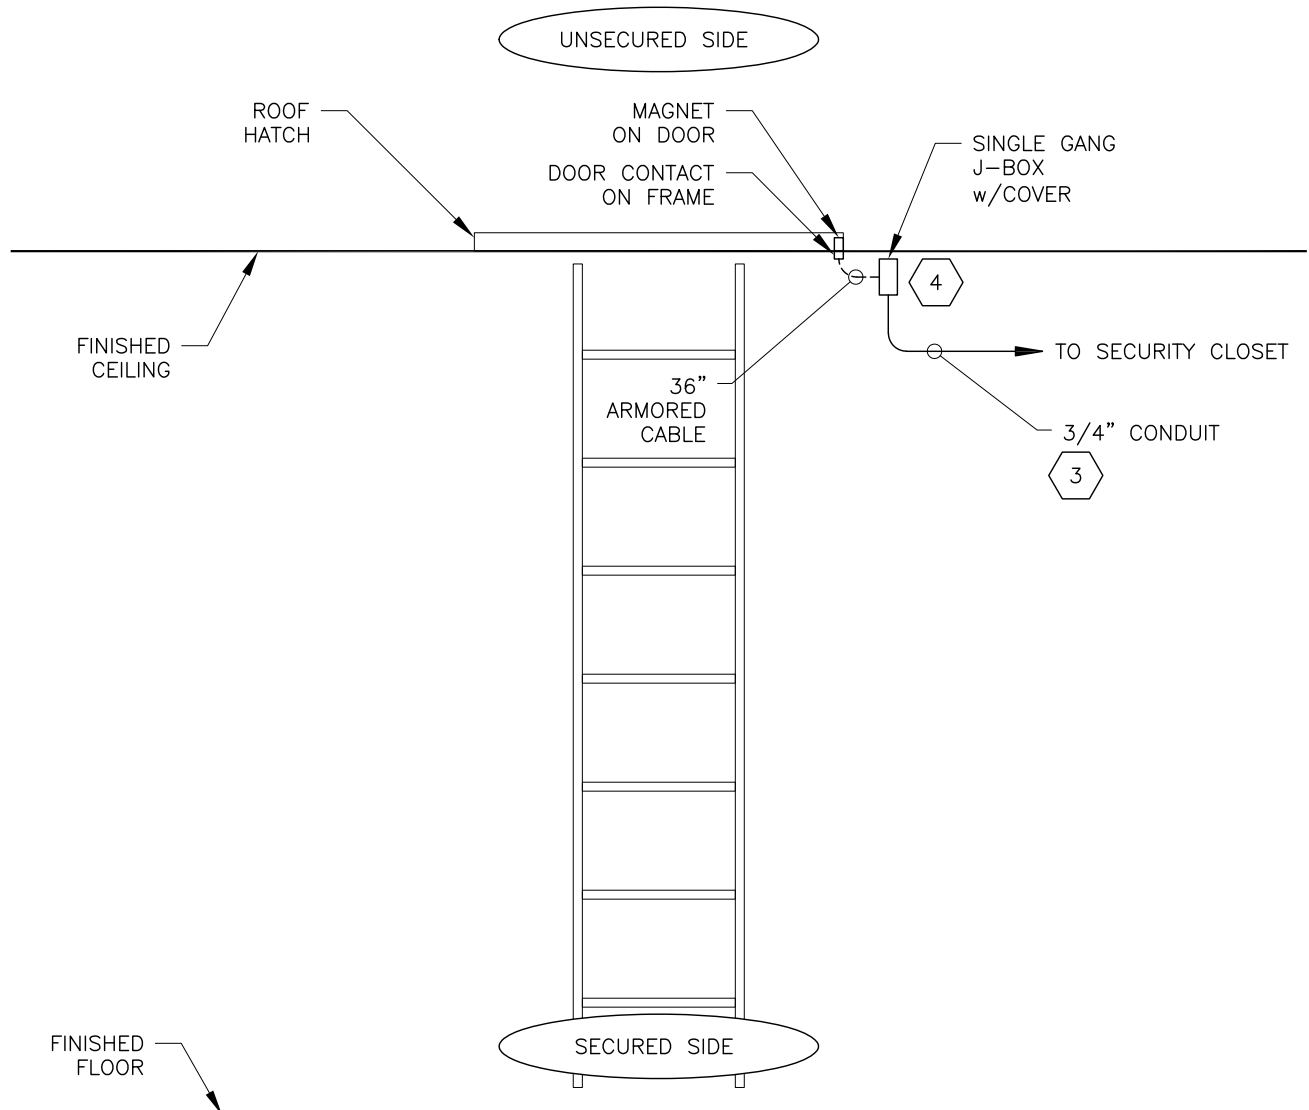 UNSECURED SIDE
ROOF
HATCH
MAGNET
ON DOOR
DOOR CONTACT
ON FRAME
SINGLE GANG
J-BOX
w/COVER
4
FINISHED
CEILING
TO SECURITY CLOSET
36”
ARMORED
CABLE
3/4” CONDUIT
3
SECURED SIDE
FINISHED
FLOOR